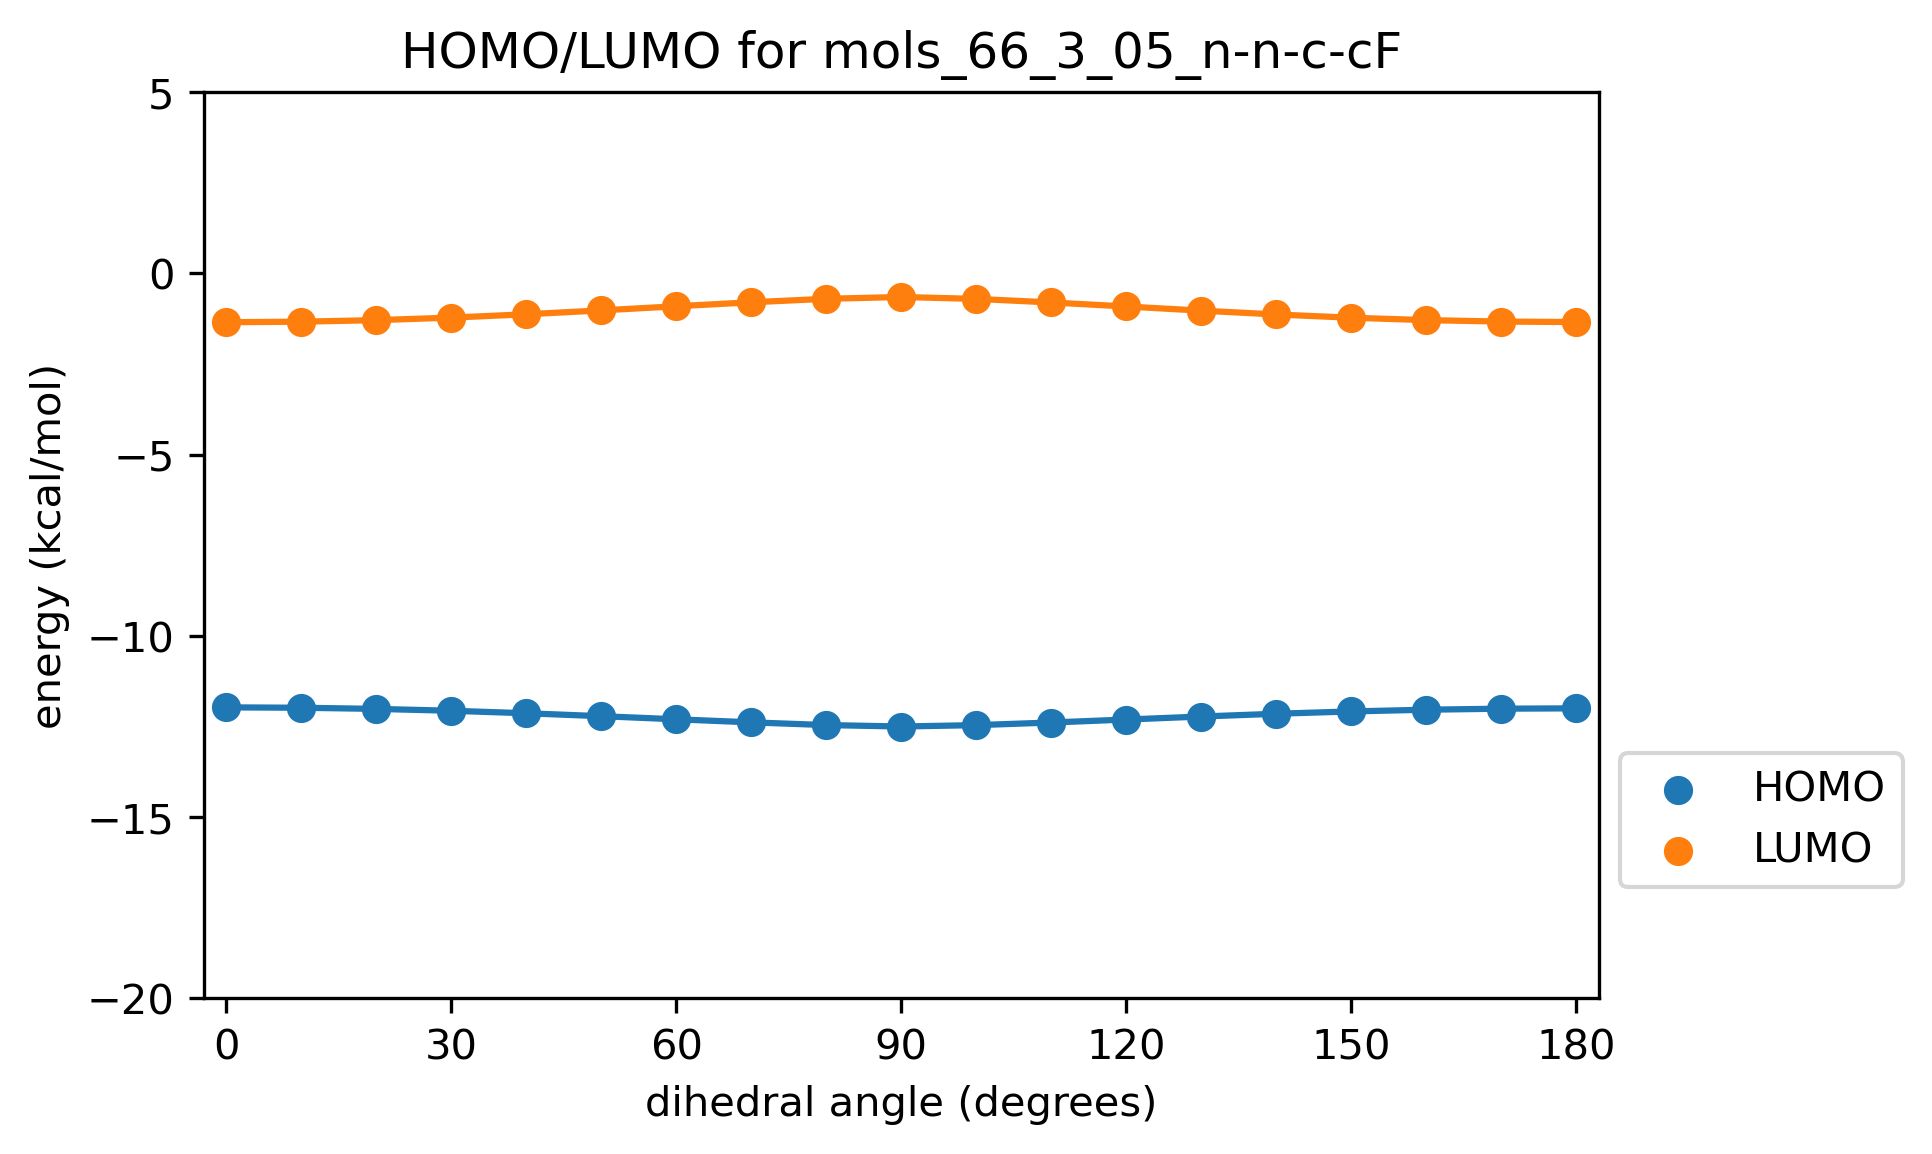 HOMO/LUMO for mols_66_3_05_n-n-c-cF
5
0
−5
−10
−15
−20
energy (kcal/mol)
0 30 60 90 120 150 180
dihedral angle (degrees)
HOMO
LUMO